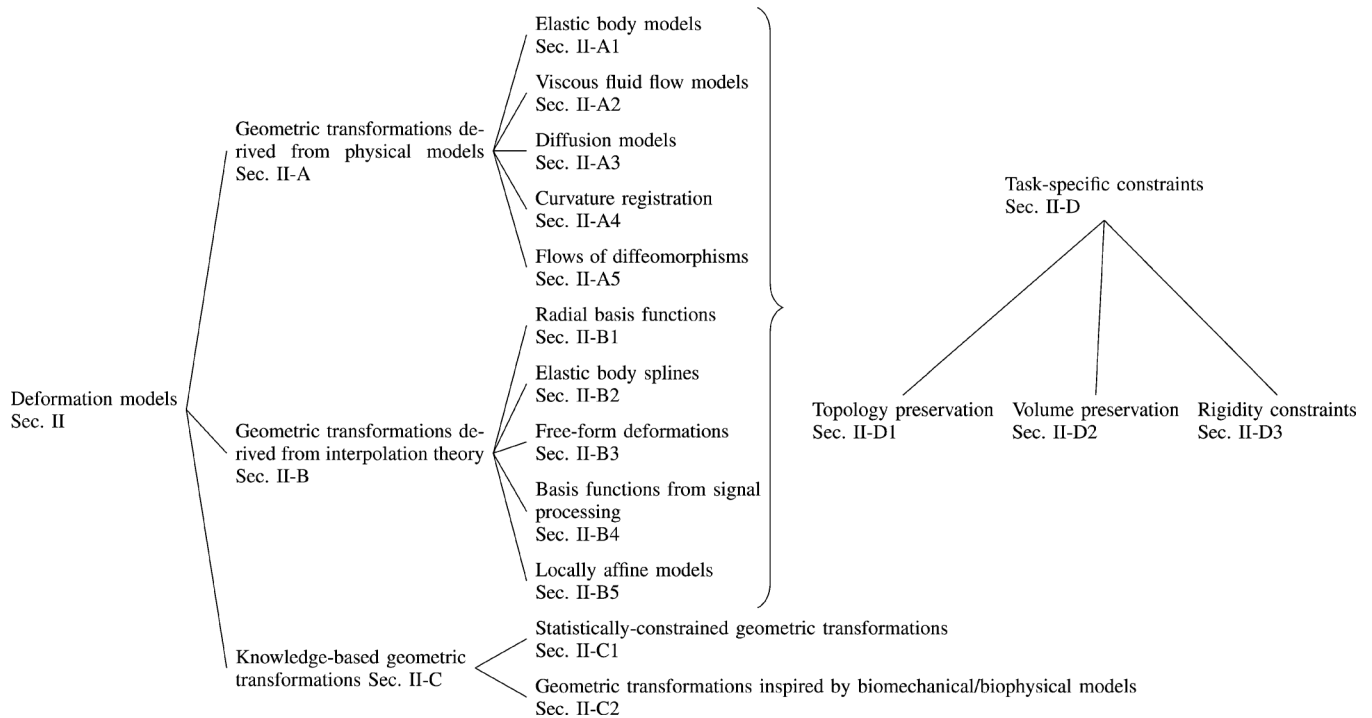 Deformation models
Sec. II
Geometric transformations de-
rived from physical models
Sec. II-A
Elastic body models
Sec. II-A1
Viscous fluid flow models
Sec. II-A2
Diffusion models
Sec. II-A3
Curvature registration
Sec. II-A4
Flows of diffeomorphisms
Sec. II-A5
Geometric transformations de-
rived from interpolation theory
Sec. II-B
Radial basis functions
Sec. II-B1
Elastic body splines
Sec. II-B2
Free-form deformations
Sec. II-B3
Basis functions from signal
processing
Sec. II-B4
Locally affine models
Sec. II-B5
Knowledge-based geometric
transformations Sec. II-C
Statistically-constrained geometric transformations
Sec. II-C1
Geometric transformations inspired by biomechanical/biophysical models
Sec. II-C2
Task-specific constraints
Sec. II-D
Topology preservation
Sec. II-D1
Volume preservation
Sec. II-D2
Rigidity constraints
Sec. II-D3